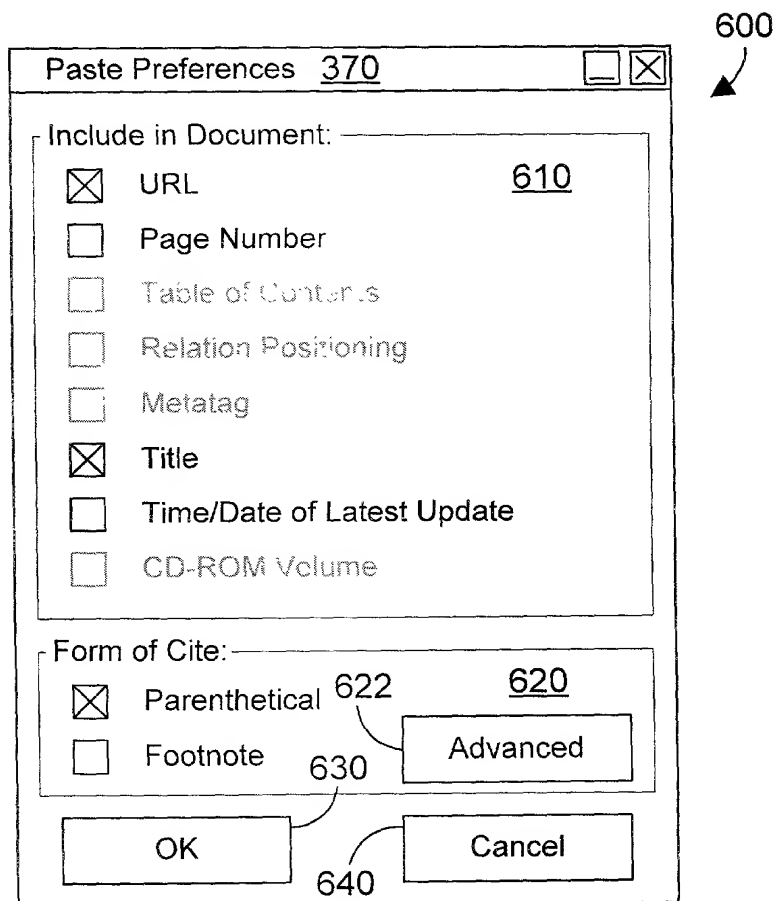 600
Paste Preferences 370
Include in Document:
URL 610
Page Number
Table of Contents
Relation Positioning
Metatag
Title
Time/Date of Latest Update
CD-ROM Volume
Form of Cite:
Parenthetical 622 620
Footnote Advanced
630
OK Cancel
640